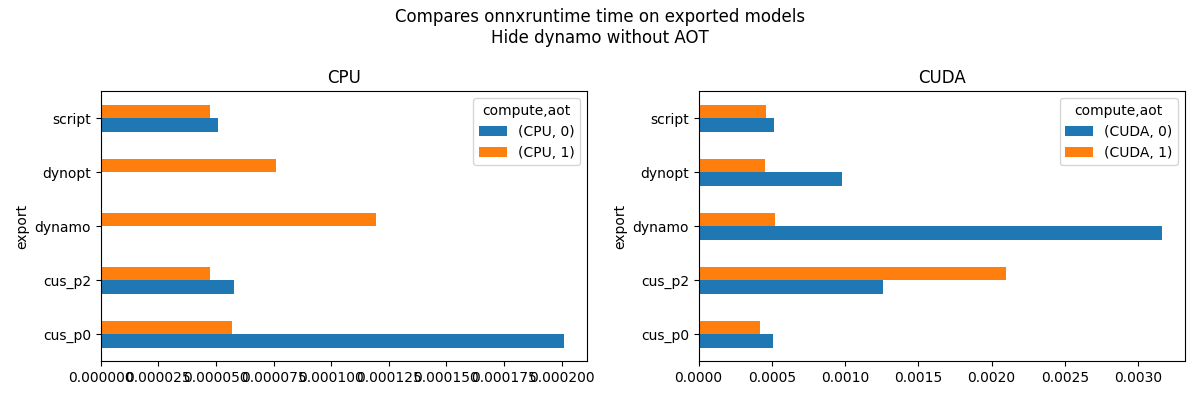 Compares onnxruntime time on exported models
Hide dynamo without AOT
CPU
export
script
dynopt
dynamo
cus_p2
cus_p0
compute,aot
(CPU, 0)
(CPU, 1)
0.000000 0.000025 0.000050 0.000075 0.000100 0.000125 0.000150 0.000175 0.000200
CUDA
export
script
dynopt
dynamo
cus_p2
cus_p0
compute,aot
(CUDA, 0)
(CUDA, 1)
0.0000 0.0005 0.0010 0.0015 0.0020 0.0025 0.0030